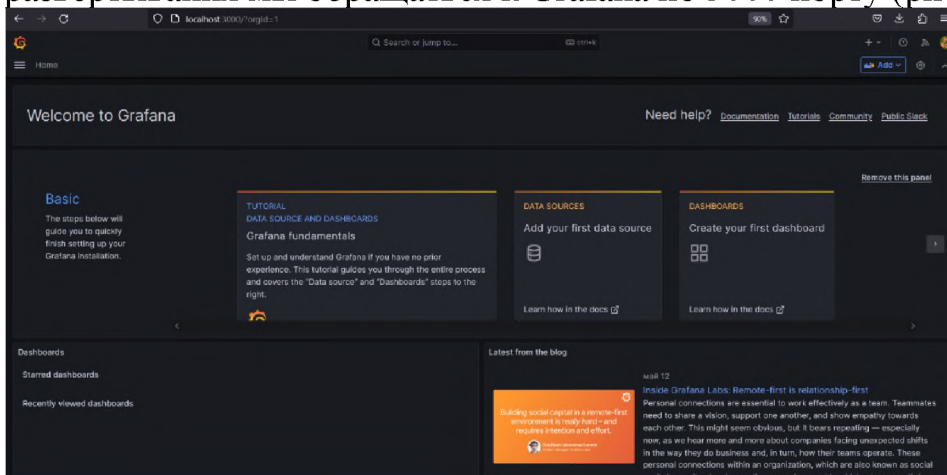 localhost:3000/?orgId=1
90%
Search or jump to...
ctrl+k
Home
Add
Welcome to Grafana
Need help?
Documentation
Tutorials
Community
Public Slack
Remove this panel
Basic
The steps below will
guide you to quickly
finish setting up your
Grafana installation.
TUTORIAL
DATA SOURCE AND DASHBOARDS
Grafana fundamentals
Set up and understand Grafana if you have no prior
experience. This tutorial guides you through the entire process
and covers the "Data source" and "Dashboards" steps to the
right.
DATA SOURCES
Add your first data source
Learn how in the docs
DASHBOARDS
Create your first dashboard
Learn how in the docs
Dashboards
Starred dashboards
Recently viewed dashboards
Latest from the blog
май 12
Inside Grafana Labs: Remote-first is relationship-first
Building social capital in a remote-first
environment is really hard – and
requires intention and effort.
Personal connections are essential to work effectively as a team. Teammates
need to share a vision, support one another, and show empathy towards
each other. This might seem obvious, but it bears repeating — especially
now, as we hear more and more about companies facing unexpected shifts
in the way they do business and, in turn, how their teams operate. These
personal connections within an organization, which are also known as social